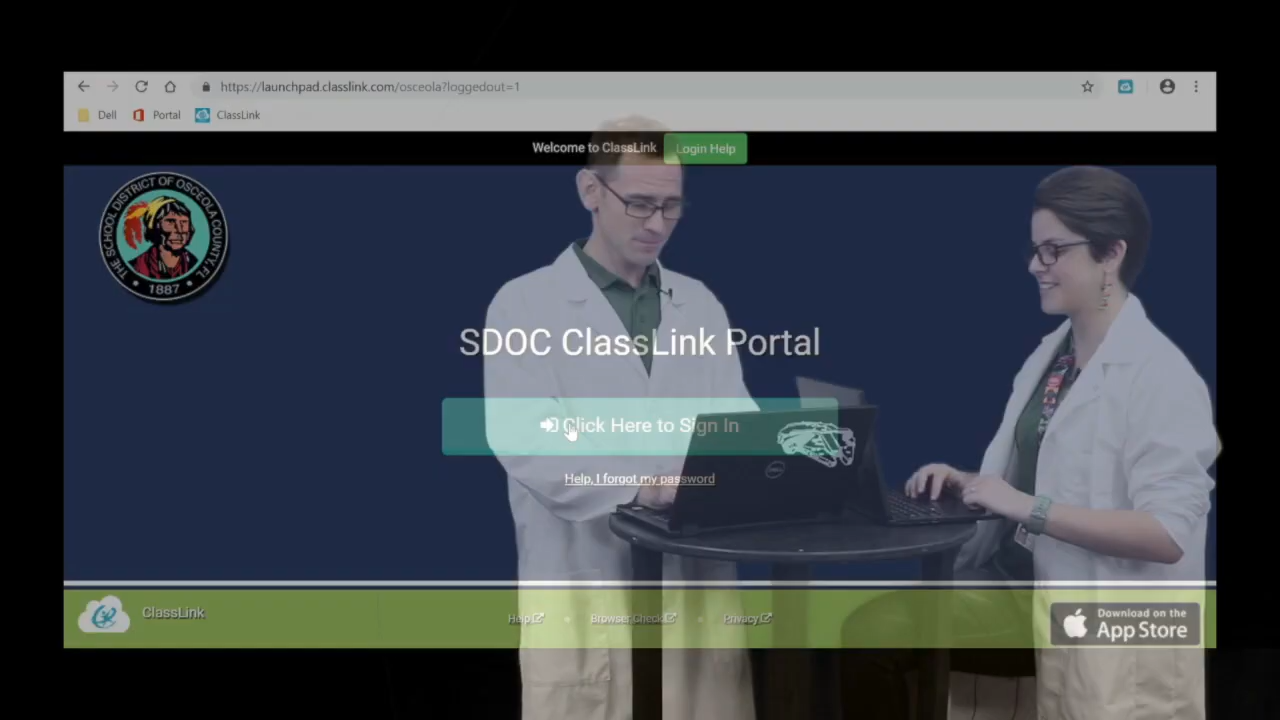 https://launchpad.classlink.com/osceola?loggedout=1
Dell Portal ClassLink
Welcome to ClassLink Login Help
THE SCHOOL DISTRICT OF OSCEOLA COUNTY, FL
• 1887 •
SDOC ClassLink Portal
Click Here to Sign In
DELL
Help, I forgot my password
ClassLink
Help • Browser Check • Privacy
Download on the
App Store